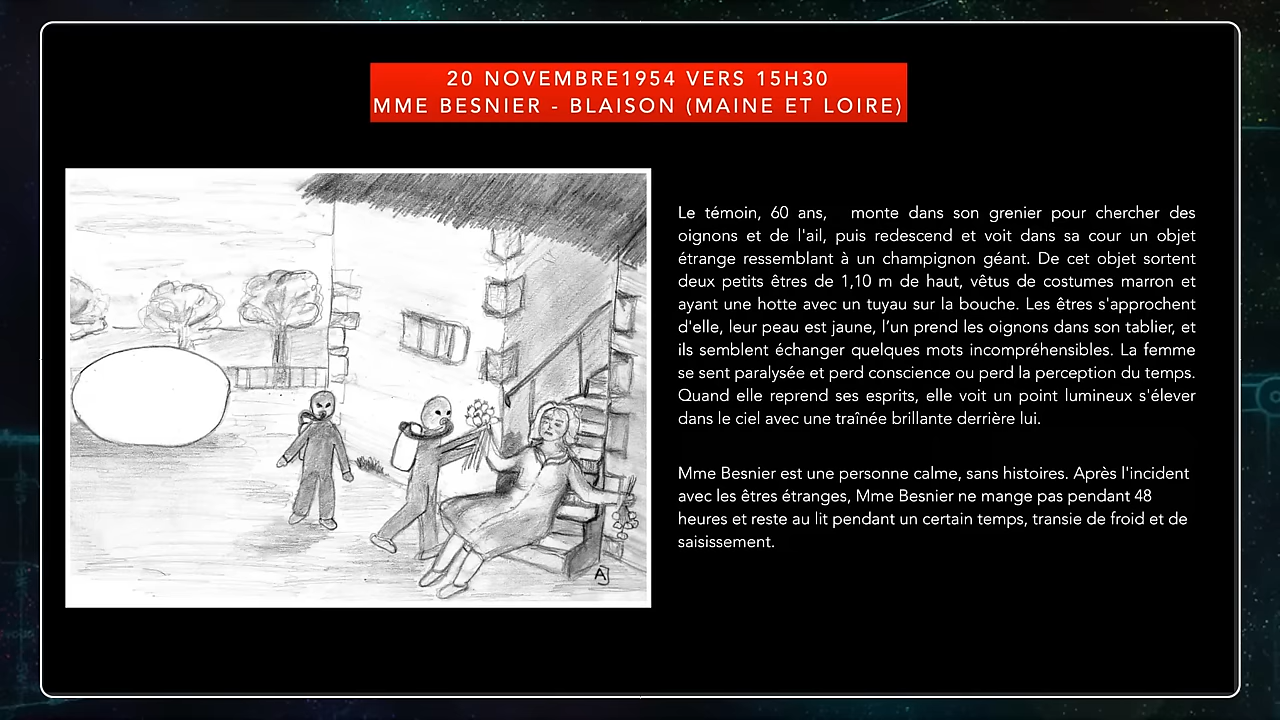 20 NOVEMBRE1954 VERS 15H30
MME BESNIER - BLAISON (MAINE ET LOIRE)
Le témoin, 60 ans, monte dans son grenier pour chercher des
oignons et de l'ail, puis redescend et voit dans sa cour un objet
étrange ressemblant à un champignon géant. De cet objet sortent
deux petits êtres de 1,10 m de haut, vêtus de costumes marron et
ayant une hotte avec un tuyau sur la bouche. Les êtres s'approchent
d'elle, leur peau est jaune, l’un prend les oignons dans son tablier, et
ils semblent échanger quelques mots incompréhensibles. La femme
se sent paralysée et perd conscience ou perd la perception du temps.
Quand elle reprend ses esprits, elle voit un point lumineux s'élever
dans le ciel avec une traînée brillante derrière lui.
Mme Besnier est une personne calme, sans histoires. Après l'incident
avec les êtres étranges, Mme Besnier ne mange pas pendant 48
heures et reste au lit pendant un certain temps, transie de froid et de
saisissement.
AJ